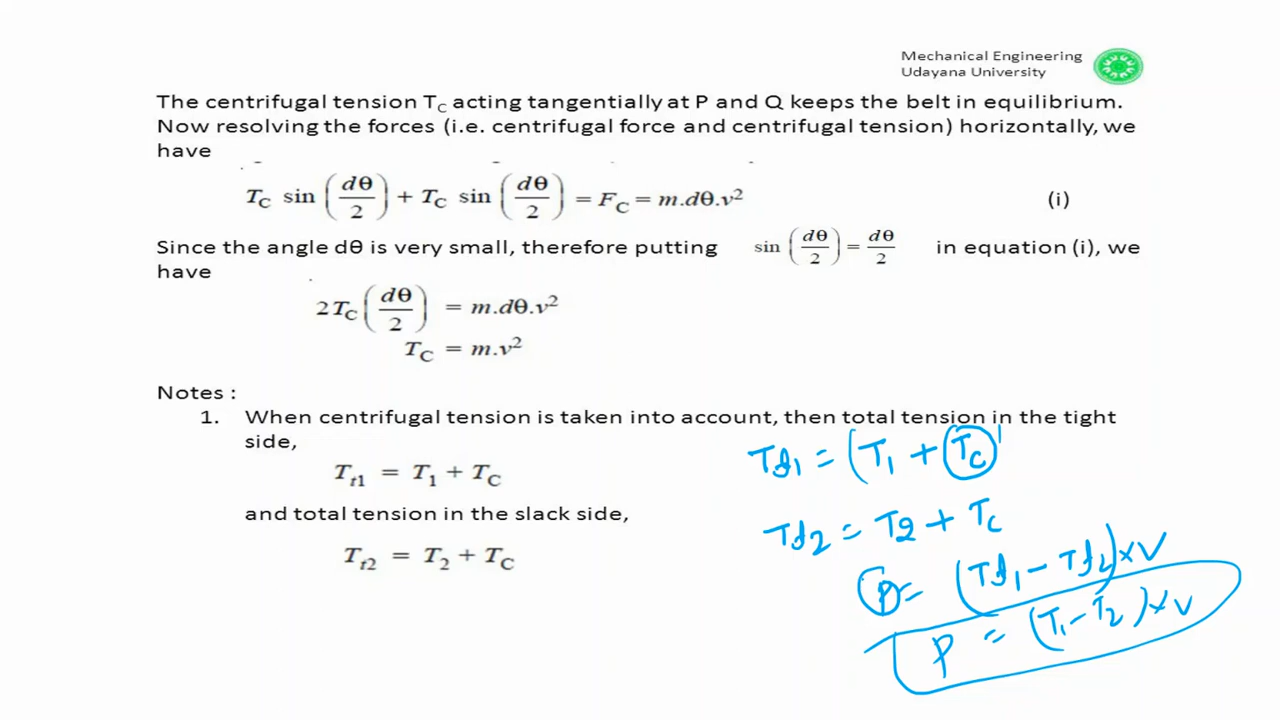 Mechanical Engineering
Udayana University
The centrifugal tension T_C acting tangentially at P and Q keeps the belt in equilibrium.
Now resolving the forces (i.e. centrifugal force and centrifugal tension) horizontally, we
have
T_C sin (dθ/2) + T_C sin (dθ/2) = F_C = m.dθ.v² (i)
Since the angle dθ is very small, therefore putting sin (dθ/2) = dθ/2 in equation (i), we
have
2T_C (dθ/2) = m.dθ.v²
T_C = m.v²
Notes :
1. When centrifugal tension is taken into account, then total tension in the tight
side,
T_t1 = T_1 + T_C
and total tension in the slack side,
T_t2 = T_2 + T_C
Tt1 = (T1 + Tc)
Tt2 = T2 + Tc
P = (Tt1 - Tt2) × V
P = (T1 - T2) × V